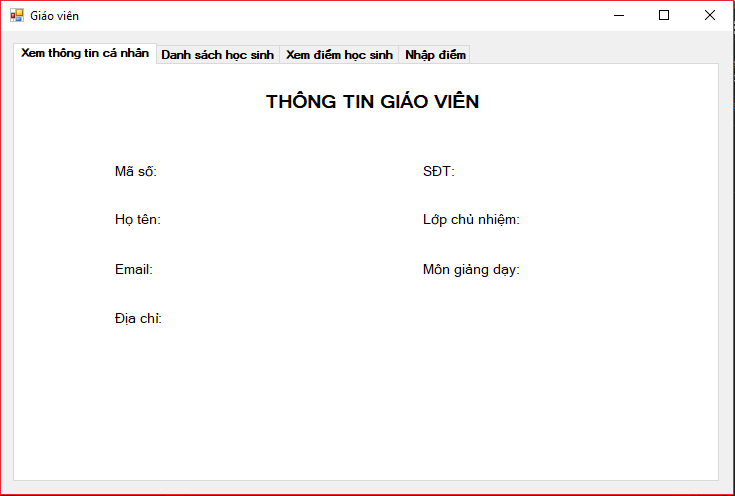 Giáo viên
Xem thông tin cá nhân Danh sách học sinh Xem điểm học sinh Nhập điểm
THÔNG TIN GIÁO VIÊN
Mã số: SĐT:
Họ tên: Lớp chủ nhiệm:
Email: Môn giảng dạy:
Địa chỉ: